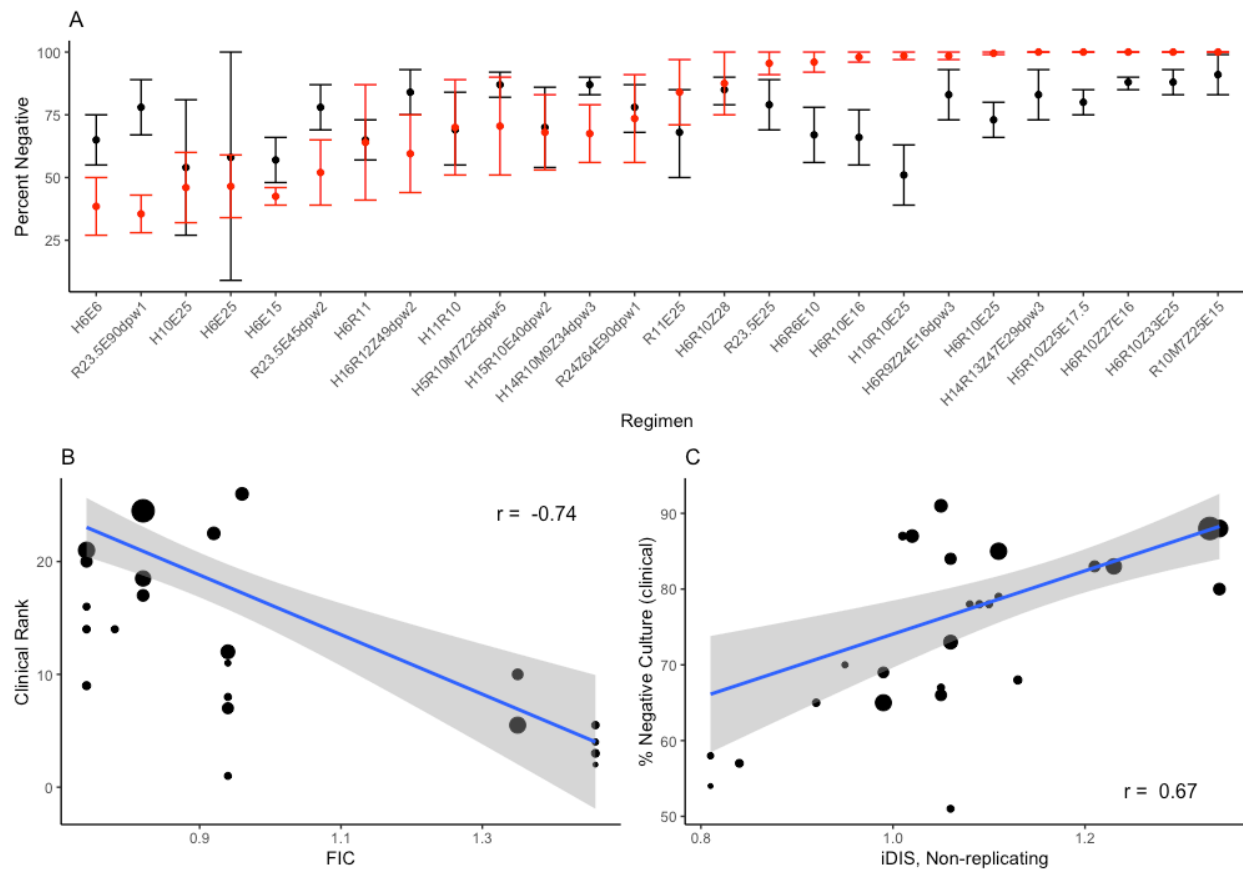 A
Percent Negative
100
75
50
25
H6E6
R23.5E90dpw1
H10E25
H6E25
H6E15
R23.5E45dpw2
H6R11
H16R12Z49dpw2
H11R10
H5R10M7Z25dpw5
H15R10E40dpw2
H14R10M9Z34dpw3
R24Z64E90dpw1
R11E25
H6R10Z28
R23.5E25
H6R6E10
H6R10E16
H10R10E25
H6R9Z24E16dpw3
H6R10E25
H14R13Z47E29dpw3
H5R10Z25E17.5
H6R10Z27E16
H6R10Z33E25
R10M7Z25E15
Regimen
B
Clinical Rank
20
10
0
r = -0.74
0.9
1.1
1.3
FIC
C
% Negative Culture (clinical)
90
80
70
60
50
r = 0.67
0.8
1.0
1.2
iDIS, Non-replicating